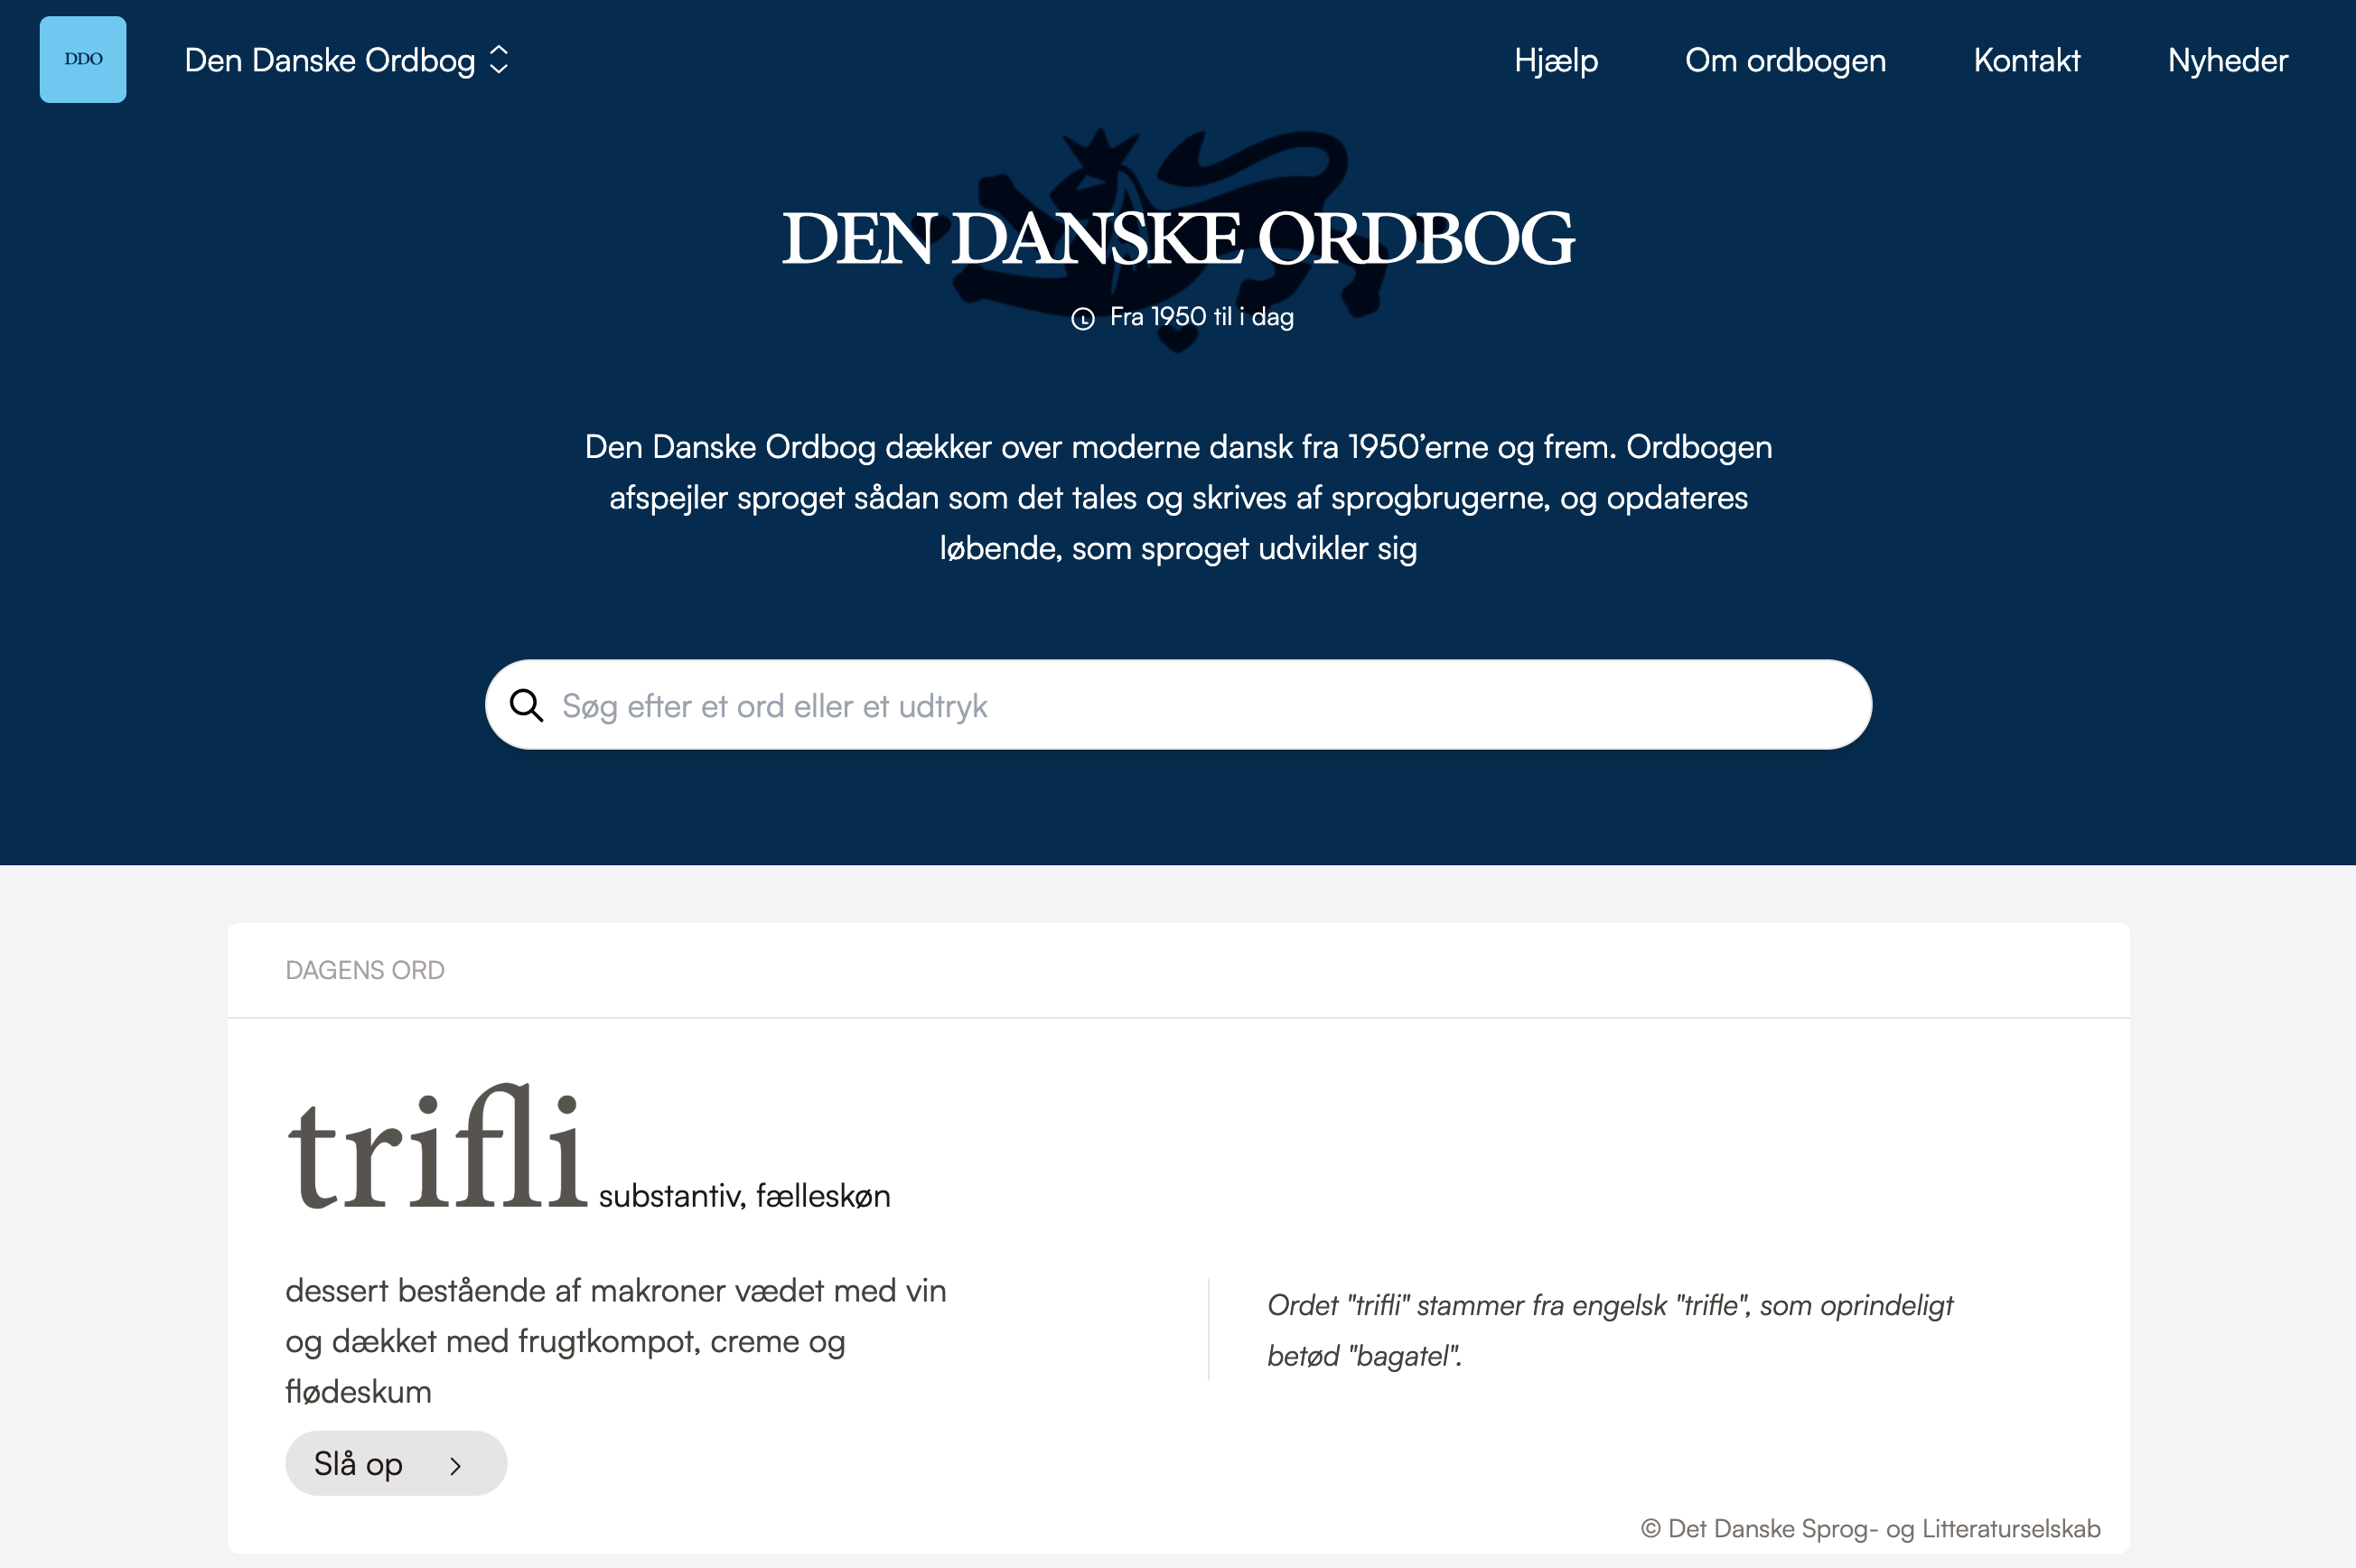 DDO
Den Danske Ordbog
Hjælp
Om ordbogen
Kontakt
Nyheder
DEN DANSKE ORDBOG
Fra 1950 til i dag
Den Danske Ordbog dækker over moderne dansk fra 1950’erne og frem. Ordbogen
afspejler sproget sådan som det tales og skrives af sprogbrugerne, og opdateres
løbende, som sproget udvikler sig
Søg efter et ord eller et udtryk
DAGENS ORD
trifli substantiv, fælleskøn
dessert bestående af makroner vædet med vin
og dækket med frugtkompot, creme og
flødeskum
Ordet "trifli" stammer fra engelsk "trifle", som oprindeligt
betød "bagatel".
Slå op
© Det Danske Sprog- og Litteraturselskab